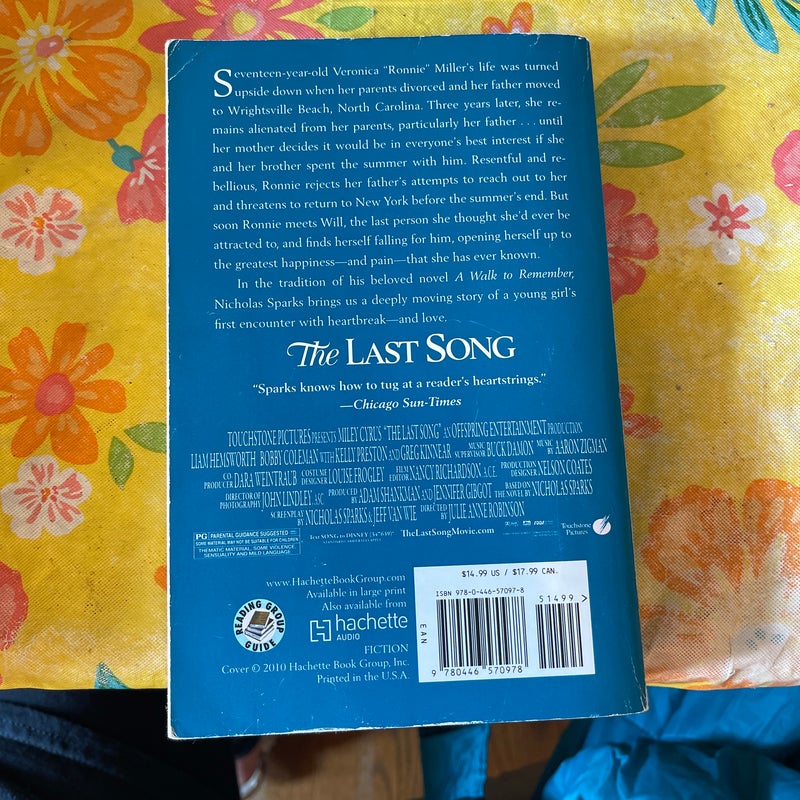 Seventeen-year-old Veronica "Ronnie" Miller's life was turned
upside down when her parents divorced and her father moved
to Wrightsville Beach, North Carolina. Three years later, she re-
mains alienated from her parents, particularly her father . . . until
her mother decides it would be in everyone's best interest if she
and her brother spent the summer with him. Resentful and re-
bellious, Ronnie rejects her father's attempts to reach out to her
and threatens to return to New York before the summer's end. But
soon Ronnie meets Will, the last person she thought she'd ever be
attracted to, and finds herself falling for him, opening herself up to
the greatest happiness—and pain—that she has ever known.
In the tradition of his beloved novel A Walk to Remember,
Nicholas Sparks brings us a deeply moving story of a young girl's
first encounter with heartbreak—and love.
The LAST SONG
"Sparks knows how to tug at a reader's heartstrings."
—Chicago Sun-Times
TOUCHSTONE PICTURES PRESENTS MILEY CYRUS "THE LAST SONG" AN OFFSPRING ENTERTAINMENT PRODUCTION
LIAM HEMSWORTH BOBBY COLEMAN WITH KELLY PRESTON AND GREG KINNEAR MUSIC SUPERVISOR BUCK DAMON MUSIC BY AARON ZIGMAN
CO-PRODUCER DARA WEINTRAUB COSTUME DESIGNER LOUISE FROGLEY FILM EDITOR NANCY RICHARDSON, A.C.E. PRODUCTION DESIGNER NELSON COATES
DIRECTOR OF PHOTOGRAPHY JOHN LINDLEY, ASC PRODUCED BY ADAM SHANKMAN AND JENNIFER GIBGOT BASED ON THE NOVEL BY NICHOLAS SPARKS
SCREENPLAY BY NICHOLAS SPARKS & JEFF VAN WIE DIRECTED BY JULIE ANNE ROBINSON
PG PARENTAL GUIDANCE SUGGESTED
SOME MATERIAL MAY NOT BE SUITABLE FOR CHILDREN
THEMATIC MATERIAL, SOME VIOLENCE,
SENSUALITY AND MILD LANGUAGE
Text SONG to DISNEY (347639)
TheLastSongMovie.com
Touchstone
Pictures
www.HachetteBookGroup.com
Available in large print
Also available from
hachette
AUDIO
READING GROUP GUIDE
FICTION
Cover © 2010 Hachette Book Group, Inc.
Printed in the U.S.A.
$14.99 US / $17.99 CAN.
ISBN 978-0-446-57097-8
51499 >
EAN
9 780446 570978